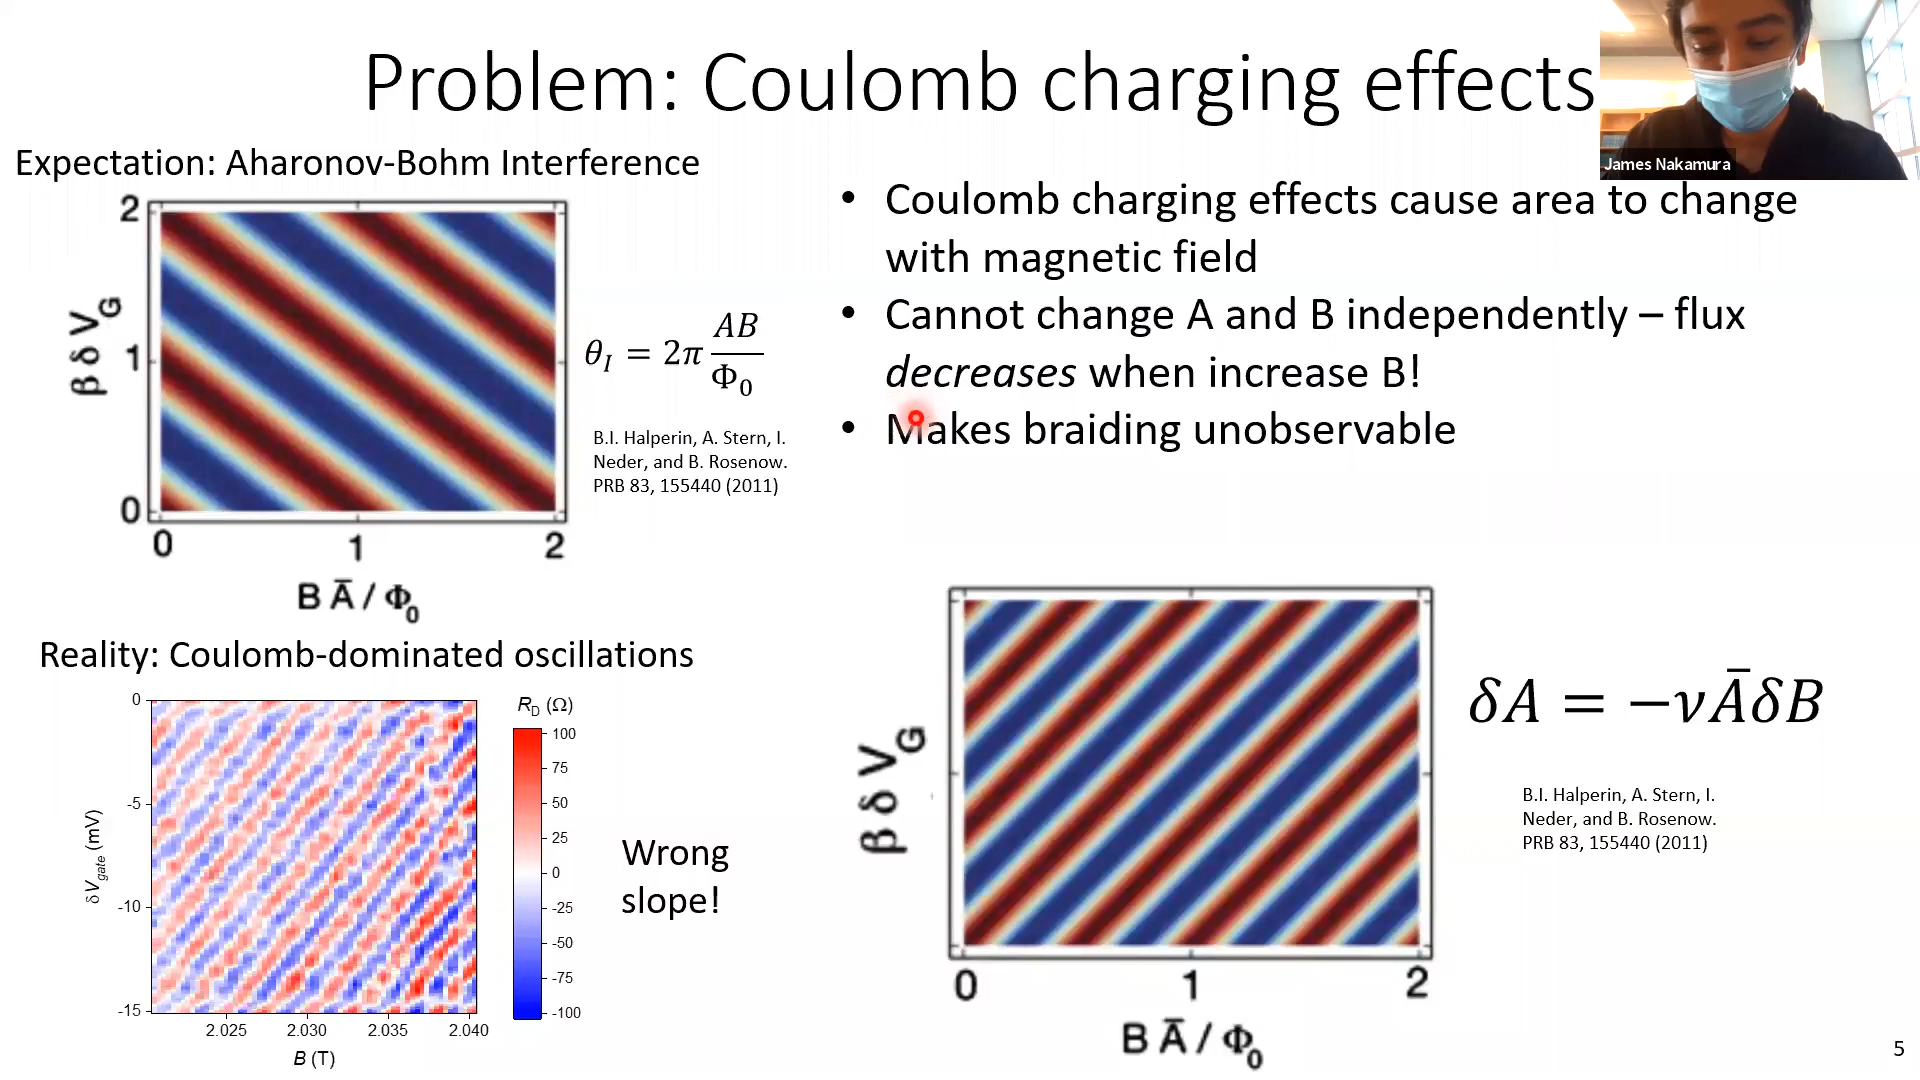 Problem: Coulomb charging effects
James Nakamura
Expectation: Aharonov-Bohm Interference
2
1
0
β δ V_G
0 1 2
B Ā / Φ_0
θ_I = 2π AB/Φ_0
B.I. Halperin, A. Stern, I.
Neder, and B. Rosenow.
PRB 83, 155440 (2011)
• Coulomb charging effects cause area to change
with magnetic field
• Cannot change A and B independently – flux
decreases when increase B!
• Makes braiding unobservable
Reality: Coulomb-dominated oscillations
0
-5
-10
-15
δV_gate (mV)
2.025 2.030 2.035 2.040
B (T)
R_D (Ω)
100
75
50
25
0
-25
-50
-75
-100
Wrong
slope!
β δ V_G
0 1 2
B Ā / Φ_0
δA = −νĀδB
B.I. Halperin, A. Stern, I.
Neder, and B. Rosenow.
PRB 83, 155440 (2011)
5